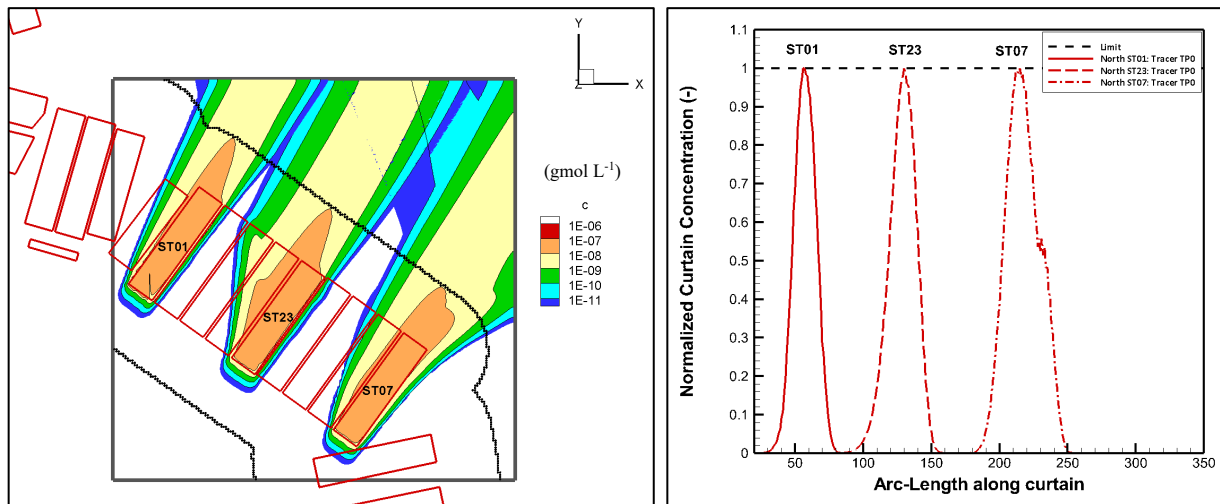 Y
Z
X
(gmol L⁻¹)
c
1E-06
1E-07
1E-08
1E-09
1E-10
1E-11
ST01
ST23
ST07
Normalized Curtain Concentration (-)
1.1
1
0.9
0.8
0.7
0.6
0.5
0.4
0.3
0.2
0.1
0
ST01
ST23
ST07
Limit
North ST01: Tracer TP0
North ST23: Tracer TP0
North ST07: Tracer TP0
50 100 150 200 250 300 350
Arc-Length along curtain